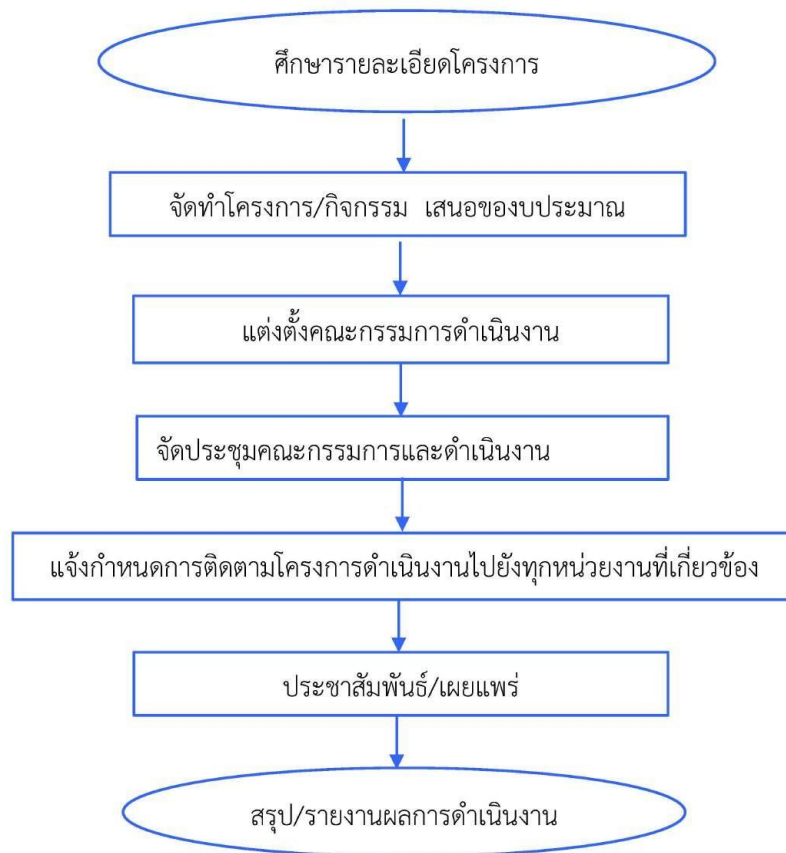 ศึกษารายละเอียดโครงการ
จัดทำโครงการ/กิจกรรม เสนอของบประมาณ
แต่งตั้งคณะกรรมการดำเนินงาน
จัดประชุมคณะกรรมการและดำเนินงาน
แจ้งกำหนดการติดตามโครงการดำเนินงานไปยังทุกหน่วยงานที่เกี่ยวข้อง
ประชาสัมพันธ์/เผยแพร่
สรุป/รายงานผลการดำเนินงาน